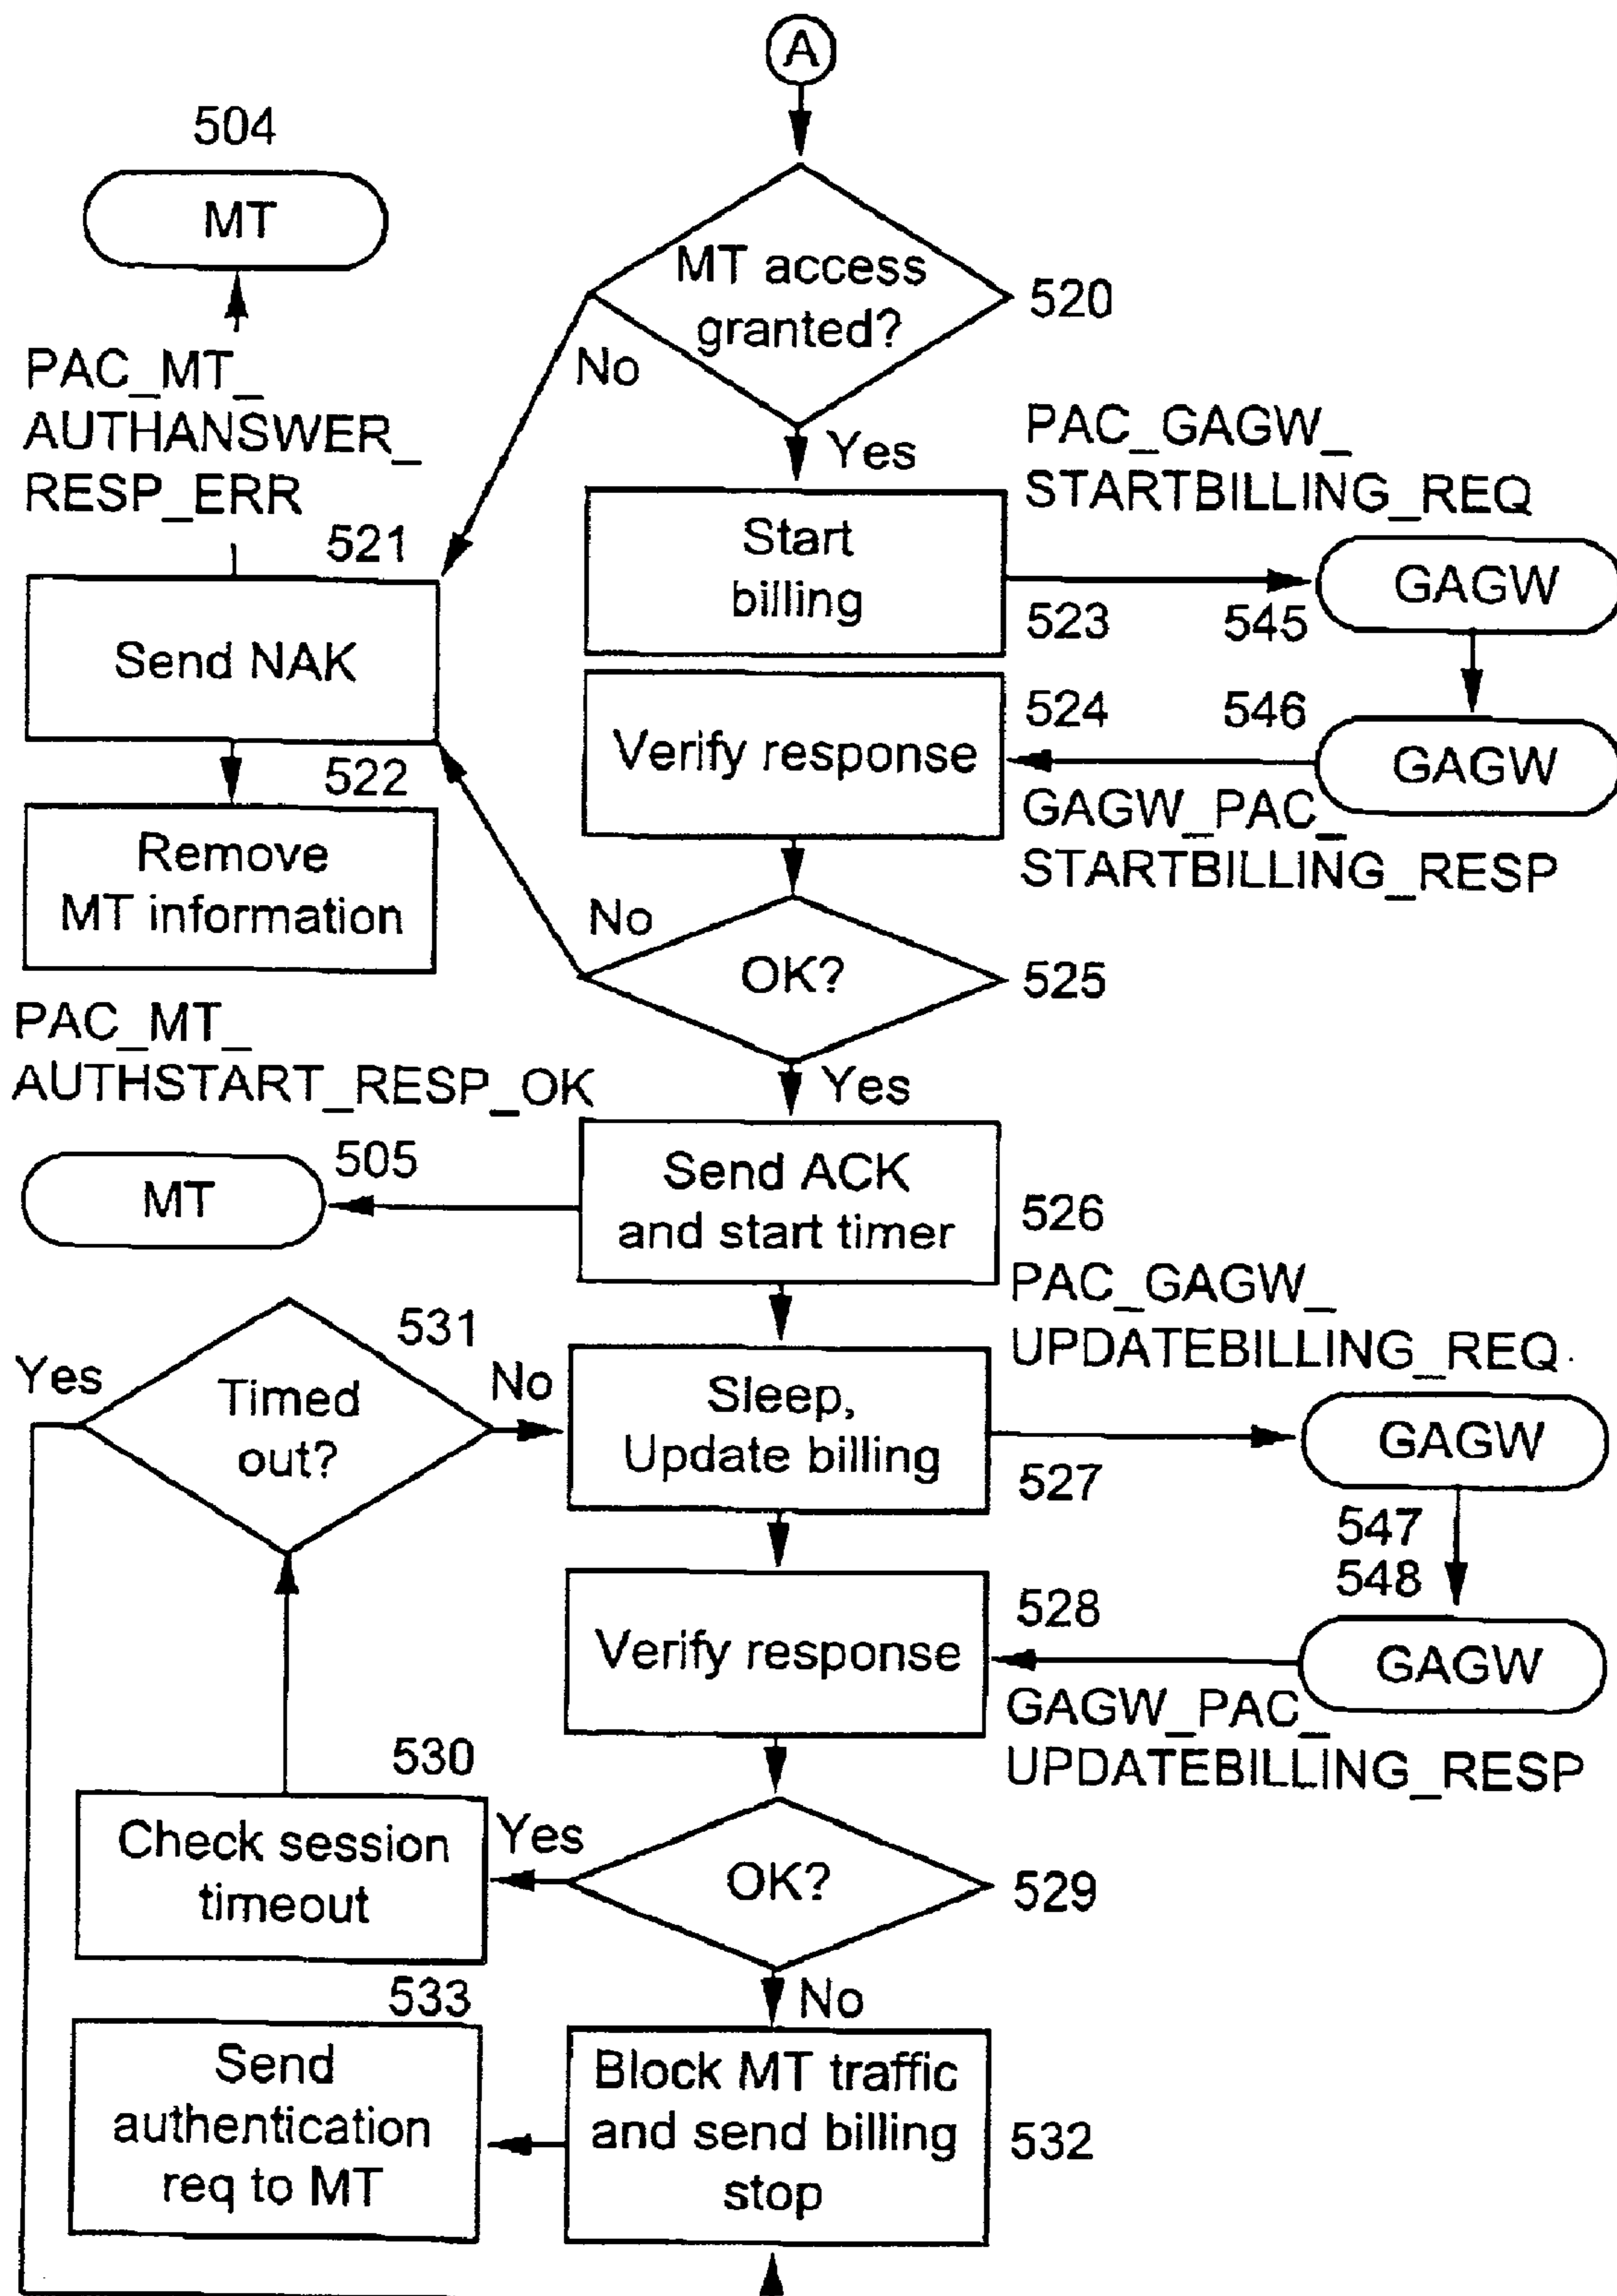 A
504
MT
MT access
granted?
520
No
Yes
PAC_MT_
AUTHANSWER_
RESP_ERR
PAC_GAGW_
STARTBILLING_REQ
521
Send NAK
Start
billing
523
545
GAGW
522
Remove
MT information
Verify response
524
546
GAGW
GAGW_PAC_
STARTBILLING_RESP
No
OK?
525
Yes
PAC_MT_
AUTHSTART_RESP_OK
505
MT
Send ACK
and start timer
526
PAC_GAGW_
UPDATEBILLING_REQ
531
Yes
Timed
out?
No
Sleep,
Update billing
527
GAGW
547
548
Verify response
528
GAGW
GAGW_PAC_
UPDATEBILLING_RESP
530
Check session
timeout
Yes
OK?
529
No
533
Send
authentication
req to MT
Block MT traffic
and send billing
stop
532